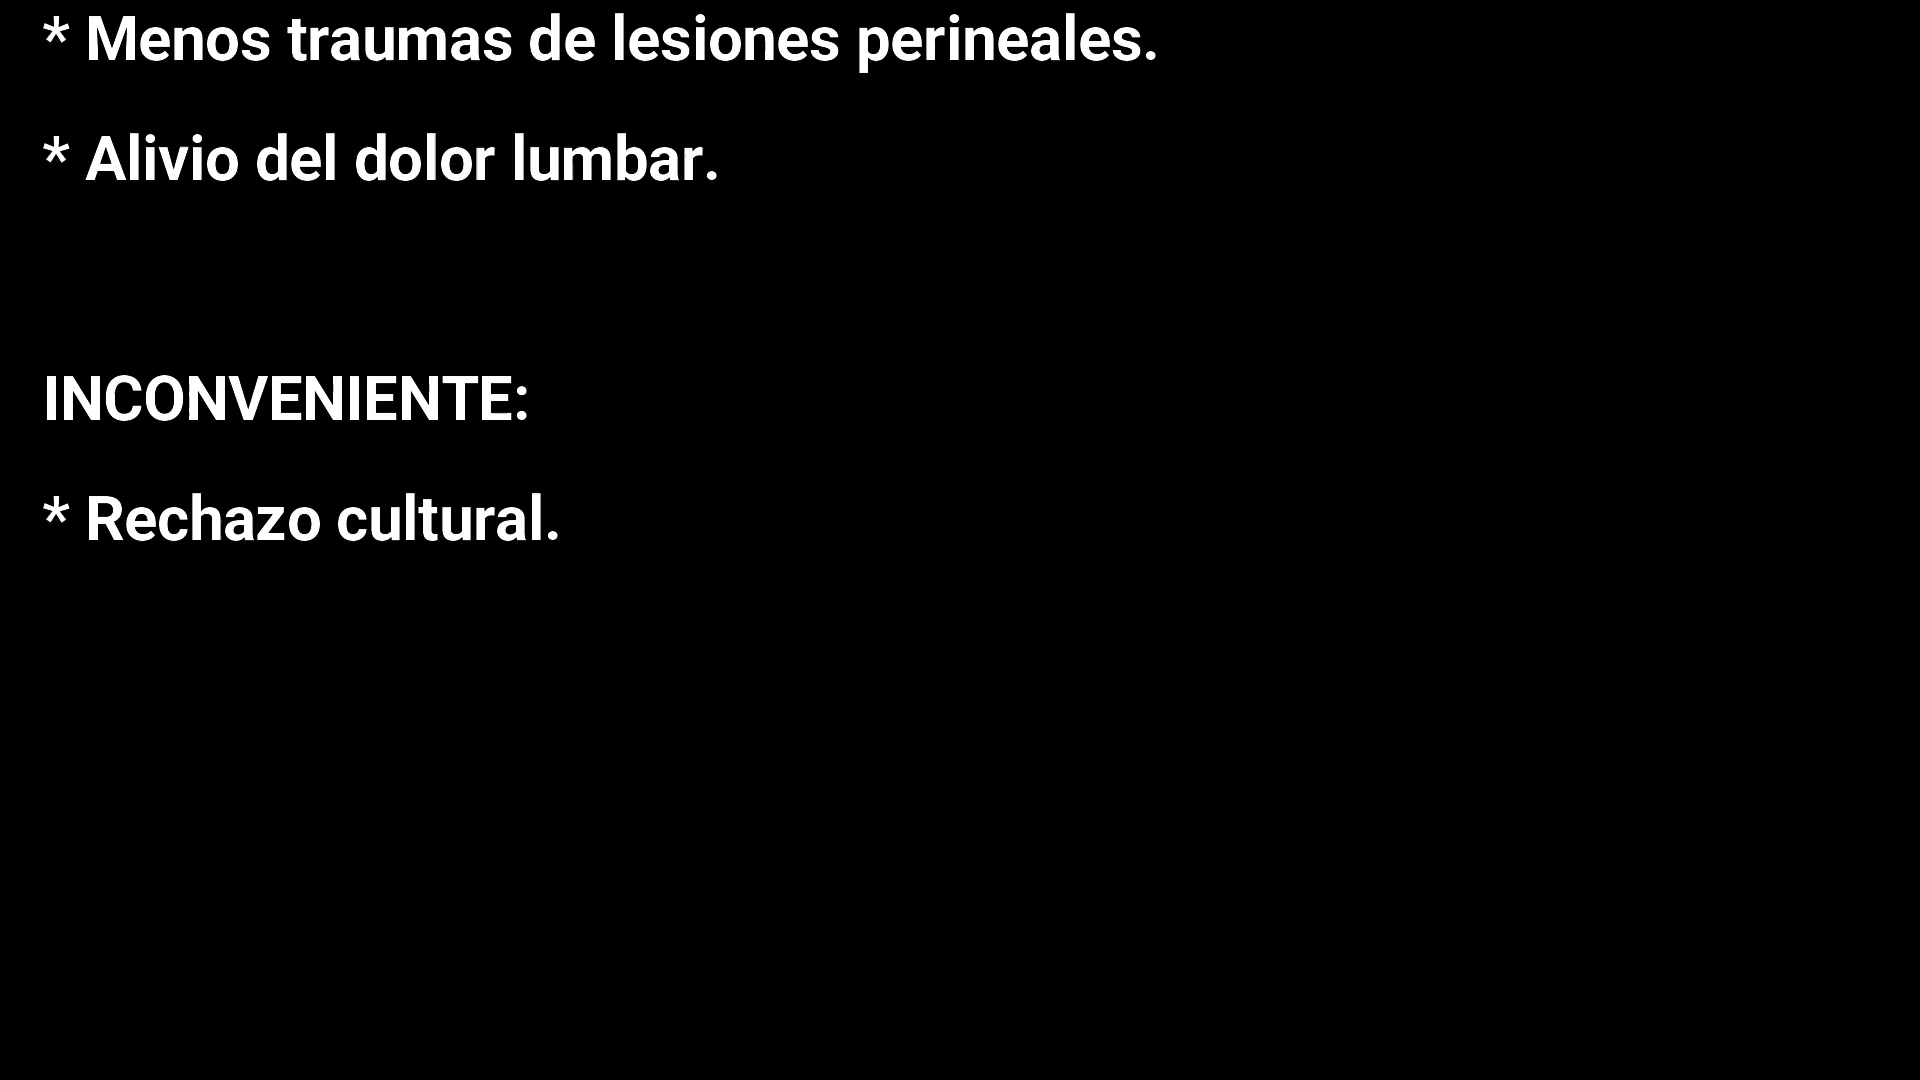 * Menos traumas de lesiones perineales.
* Alivio del dolor lumbar.
INCONVENIENTE:
* Rechazo cultural.